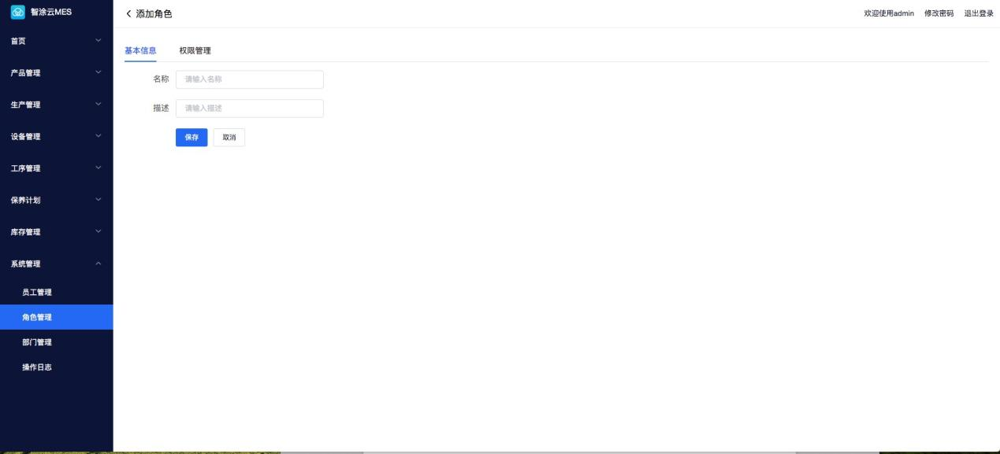 智涂云MES
添加角色
欢迎使用admin 修改密码 退出登录
首页
产品管理
生产管理
设备管理
工序管理
保养计划
库存管理
系统管理
员工管理
角色管理
部门管理
操作日志
基本信息 权限管理
名称 请输入名称
描述 请输入描述
保存 取消